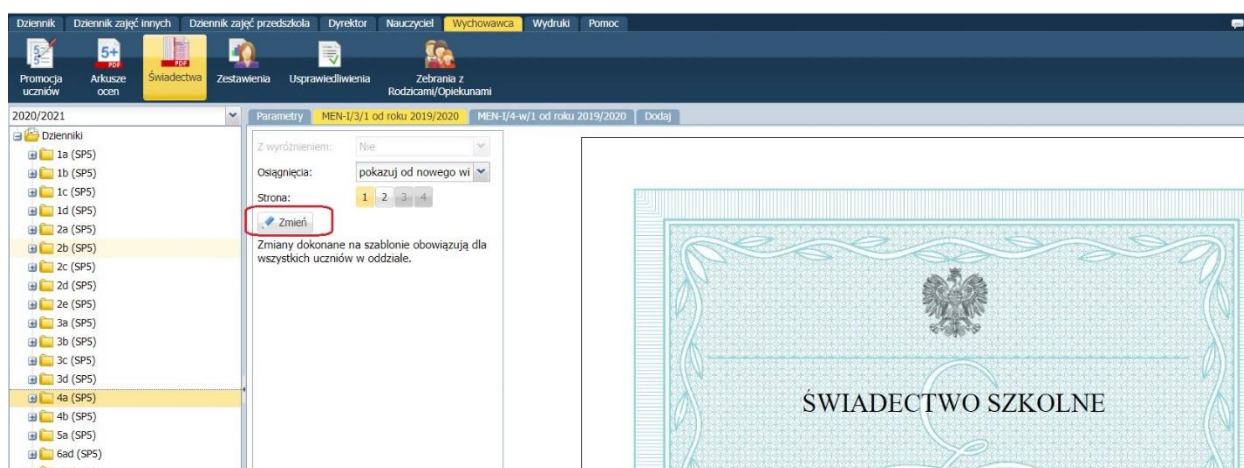 Dziennik Dziennik zajęć innych Dziennik zajęć przedszkola Dyrektor Nauczyciel Wychowawca Wydruki Pomoc
5 5+ PDF PDF
Promocja uczniów
Arkusze ocen
Świadectwa
Zestawienia
Usprawiedliwienia
Zebrania z Rodzicami/Opiekunami
2020/2021
Parametry MEN-I/3/1 od roku 2019/2020 MEN-I/4-w/1 od roku 2019/2020 Dodaj
Dzienniki
1a (SP5)
1b (SP5)
1c (SP5)
1d (SP5)
2a (SP5)
2b (SP5)
2c (SP5)
2d (SP5)
2e (SP5)
3a (SP5)
3b (SP5)
3c (SP5)
3d (SP5)
4a (SP5)
4b (SP5)
5a (SP5)
6ad (SP5)
Z wyróżnieniem: Nie
Osiągnięcia: pokazuj od nowego wi
Strona: 1 2 3 4
Zmień
Zmiany dokonane na szablonie obowiązują dla
wszystkich uczniów w oddziale.
ŚWIADECTWO SZKOLNE